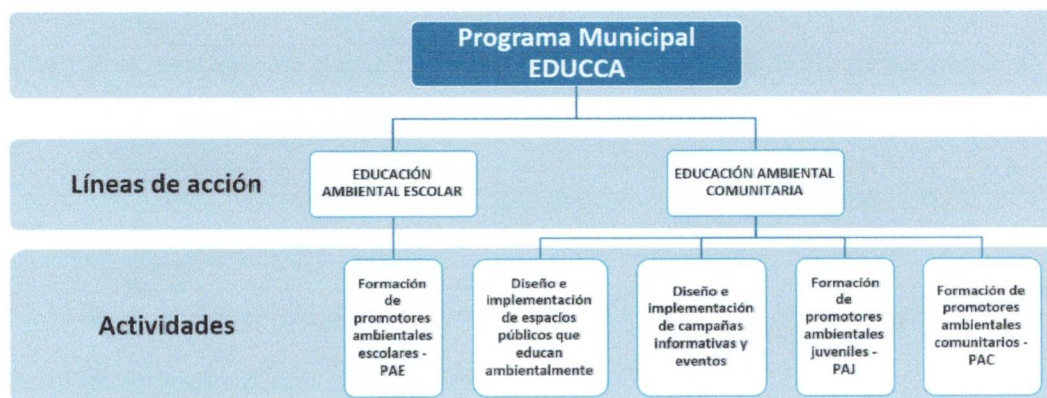 Programa Municipal
EDUCCA
Líneas de acción
EDUCACIÓN
AMBIENTAL ESCOLAR
EDUCACIÓN AMBIENTAL
COMUNITARIA
Actividades
Formación
de
promotores
ambientales
escolares -
PAE
Diseño e
implementación
de espacios
públicos que
educan
ambientalmente
Diseño e
implementación
de campañas
informativas y
eventos
Formación
de
promotores
ambientales
juveniles -
PAJ
Formación de
promotores
ambientales
comunitarios -
PAC